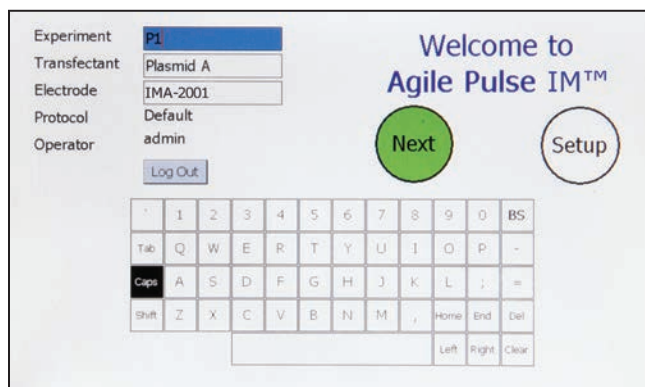 Experiment P1
Transfectant Plasmid A
Electrode IMA-2001
Protocol Default
Operator admin
Log Out
Welcome to
Agile Pulse IM™
Next
Setup
` 1 2 3 4 5 6 7 8 9 0 BS
Tab Q W E R T Y U I O P -
Caps A S D F G H J K L ; =
Shift Z X C V B N M , Home End Del
Left Right Clear